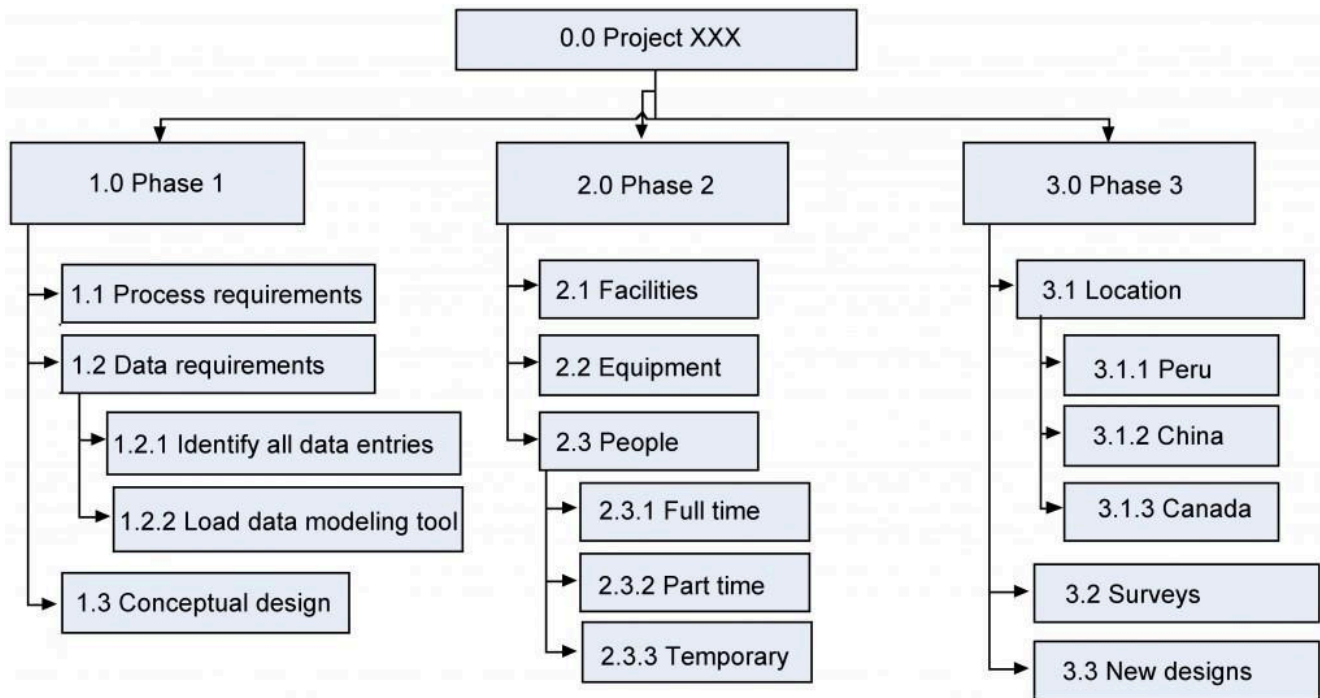 0.0 Project XXX
1.0 Phase 1
2.0 Phase 2
3.0 Phase 3
1.1 Process requirements
1.2 Data requirements
1.2.1 Identify all data entries
1.2.2 Load data modeling tool
1.3 Conceptual design
2.1 Facilities
2.2 Equipment
2.3 People
2.3.1 Full time
2.3.2 Part time
2.3.3 Temporary
3.1 Location
3.1.1 Peru
3.1.2 China
3.1.3 Canada
3.2 Surveys
3.3 New designs